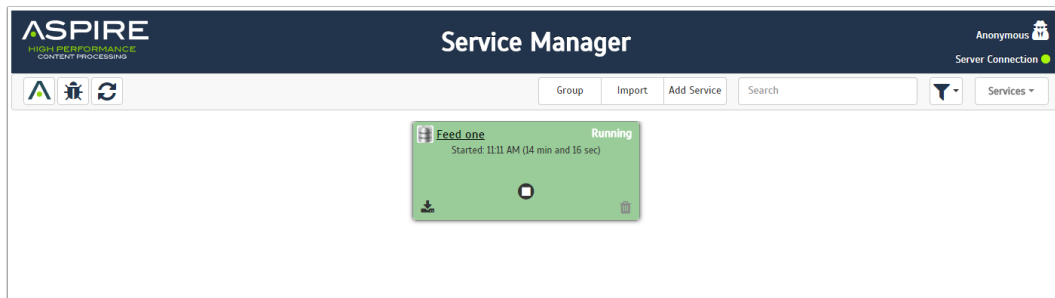 ASPIRE
HIGH PERFORMANCE
CONTENT PROCESSING
Service Manager
Anonymous
Server Connection
Group
Import
Add Service
Search
Services
Feed one
Running
Started: 11:11 AM (14 min and 16 sec)